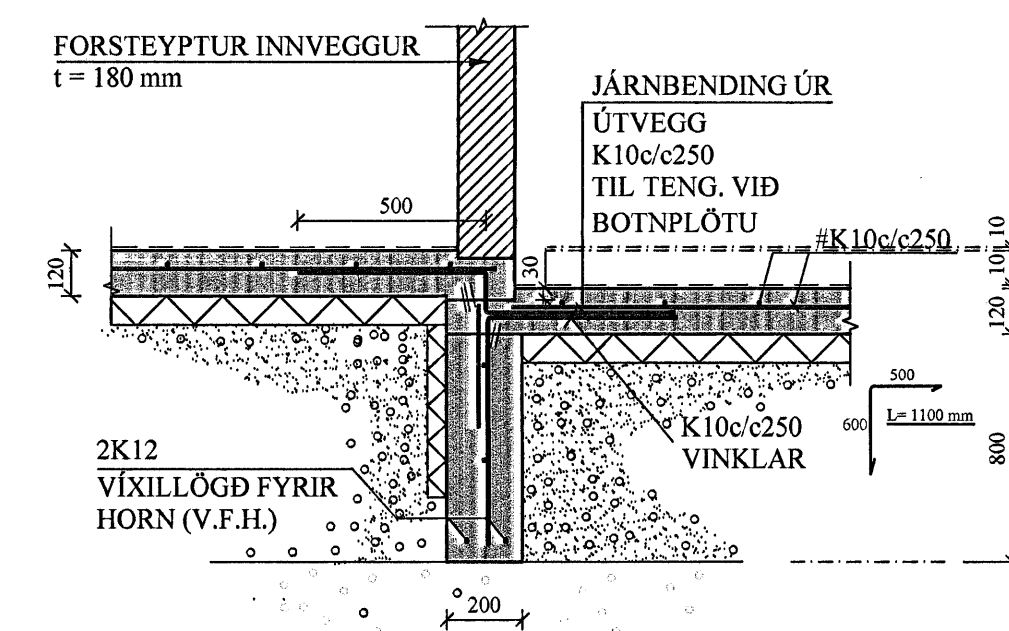 FORSTEYPTUR INNVEGGUR
t = 180 mm
JÁRNBENDING ÚR
ÚTVEGG
K10c/c250
TIL TENG. VIÐ
BOTNPLÖTU
500
#K10c/c250
10
120
30
10
120
500
600
L= 1100 mm
K10c/c250
VINKLAR
800
2K12
VÍXILLÖGÐ FYRIR
HORN (V.F.H.)
200